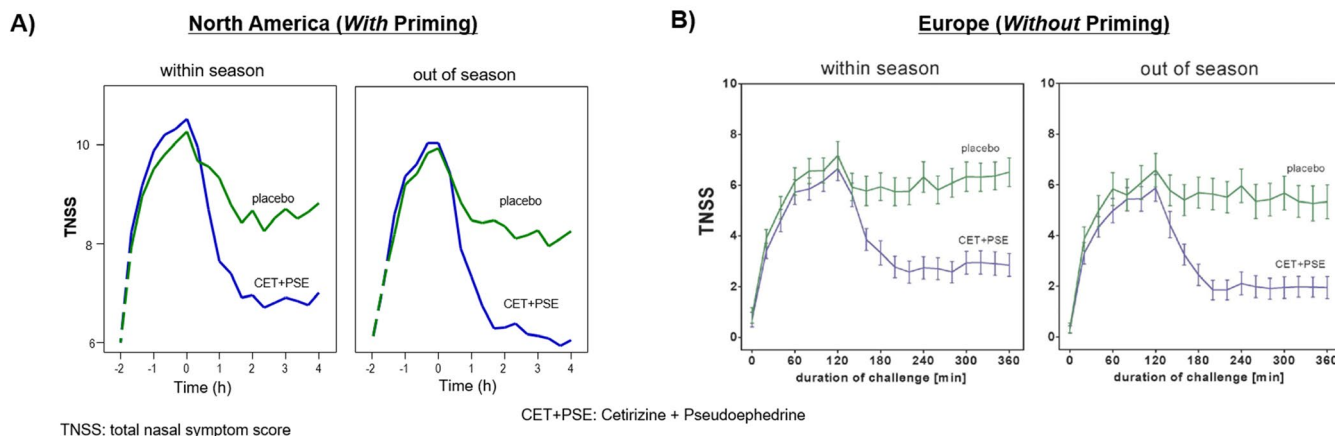 A)
North America (With Priming)
within season
out of season
TNSS
10
8
6
placebo
CET+PSE
placebo
CET+PSE
-2 -1 0 1 2 3 4
-2 -1 0 1 2 3 4
Time (h)
Time (h)
TNSS: total nasal symptom score
CET+PSE: Cetirizine + Pseudoephedrine
B)
Europe (Without Priming)
within season
out of season
TNSS
10
8
6
4
2
0
placebo
CET+PSE
0 60 120 180 240 300 360
duration of challenge [min]
10
8
6
4
2
0
placebo
CET+PSE
0 60 120 180 240 300 360
duration of challenge [min]